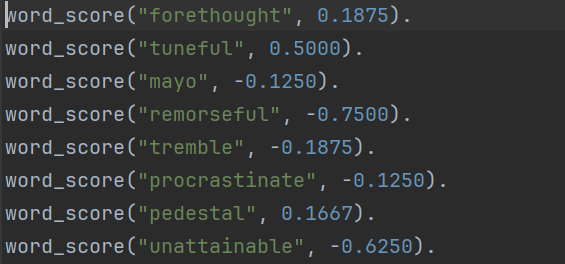 word_score("forethought", 0.1875).
word_score("tuneful", 0.5000).
word_score("mayo", -0.1250).
word_score("remorseful", -0.7500).
word_score("tremble", -0.1875).
word_score("procrastinate", -0.1250).
word_score("pedestal", 0.1667).
word_score("unattainable", -0.6250).